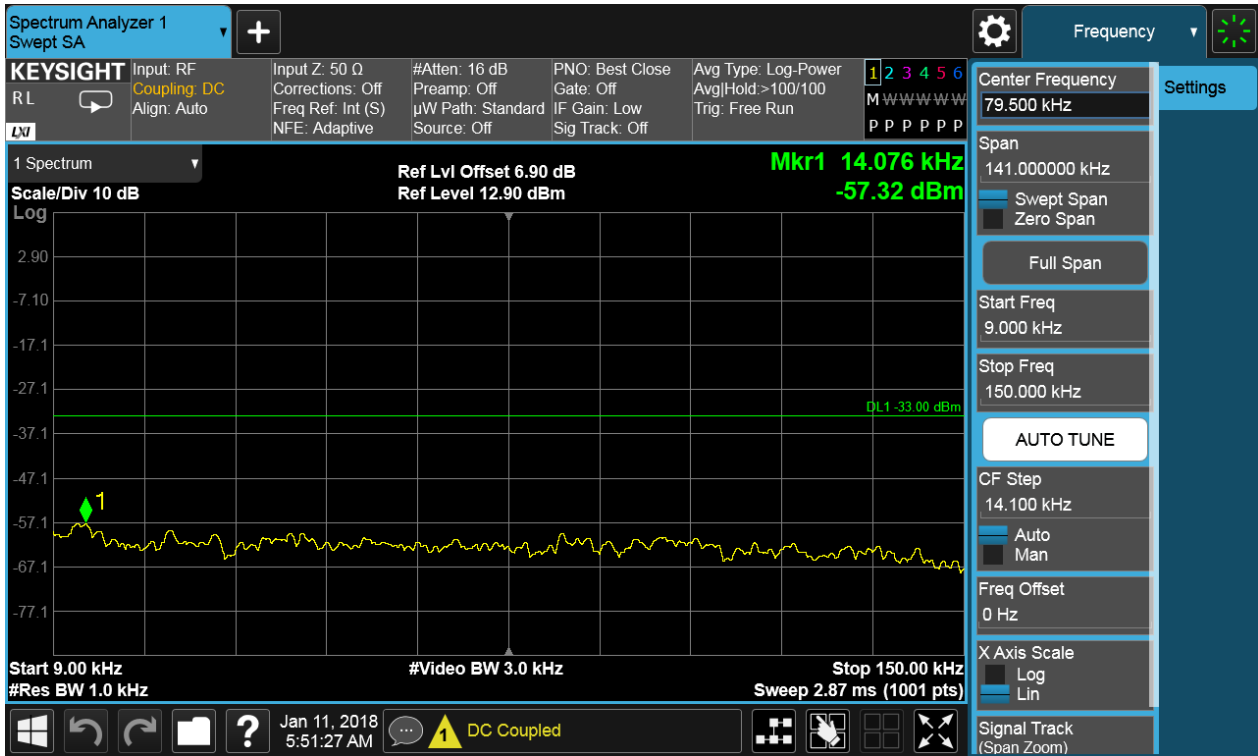 Spectrum Analyzer 1
Swept SA
+
Frequency
KEYSIGHT
RL
LXI
Input: RF
Coupling: DC
Align: Auto
Input Z: 50 Ω
Corrections: Off
Freq Ref: Int (S)
NFE: Adaptive
#Atten: 16 dB
Preamp: Off
µW Path: Standard
Source: Off
PNO: Best Close
Gate: Off
IF Gain: Low
Sig Track: Off
Avg Type: Log-Power
Avg|Hold:>100/100
Trig: Free Run
1 2 3 4 5 6
M W W W W W
P P P P P P
1 Spectrum
Scale/Div 10 dB
Ref Lvl Offset 6.90 dB
Ref Level 12.90 dBm
Mkr1 14.076 kHz
-57.32 dBm
Log
2.90
-7.10
-17.1
-27.1
DL1 -33.00 dBm
-37.1
-47.1
1
-57.1
-67.1
-77.1
Start 9.00 kHz
#Video BW 3.0 kHz
Stop 150.00 kHz
#Res BW 1.0 kHz
Sweep 2.87 ms (1001 pts)
Center Frequency
79.500 kHz
Span
141.000000 kHz
Swept Span
Zero Span
Full Span
Start Freq
9.000 kHz
Stop Freq
150.000 kHz
AUTO TUNE
CF Step
14.100 kHz
Auto
Man
Freq Offset
0 Hz
X Axis Scale
Log
Lin
Signal Track
(Span Zoom)
Settings
?
Jan 11, 2018
5:51:27 AM
1
DC Coupled